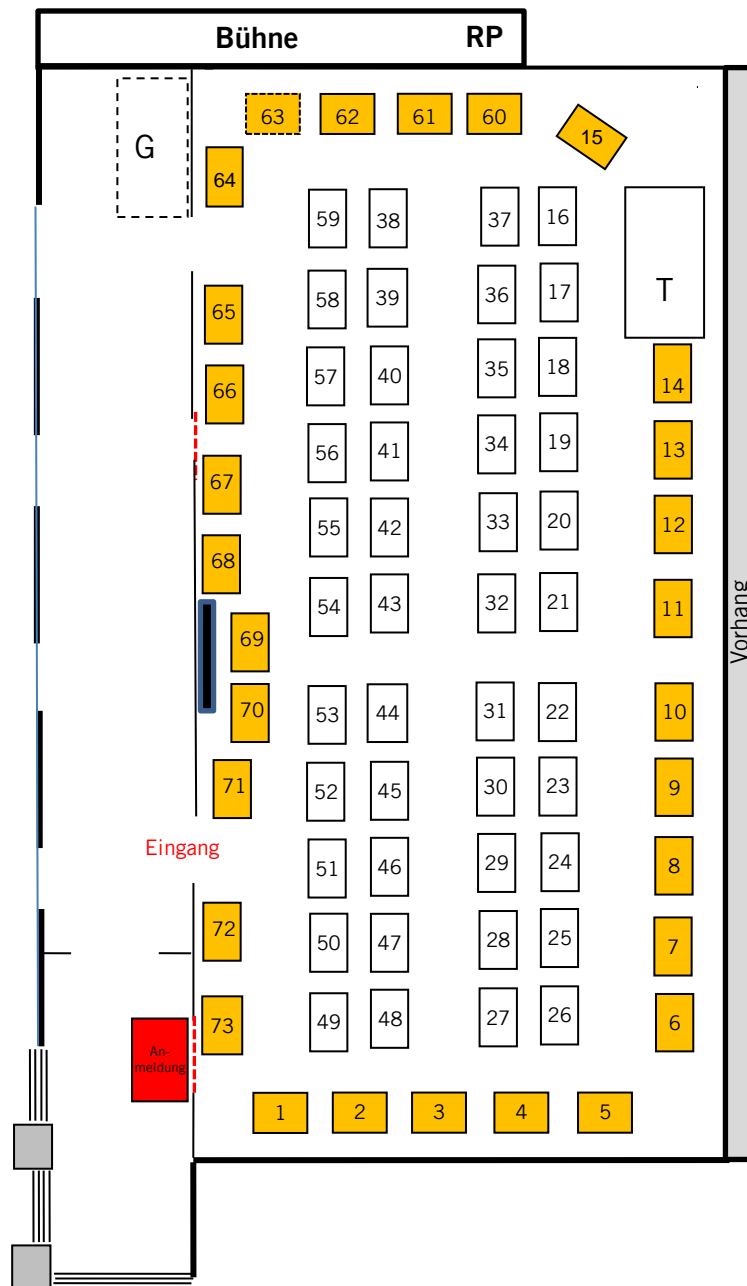 Bühne RP
63 62 61 60
15
G
64
59 38 37 16
58 39 36 17
T
65
57 40 35 18
66 14
56 41 34 19 13
67
55 42 33 20 12
68
54 43 32 21 11
Vorhang
69
70 53 44 31 22 10
71 52 45 30 23 9
Eingang
51 46 29 24 8
72 50 47 28 25 7
73 49 48 27 26 6
An-
meldung
1 2 3 4 5